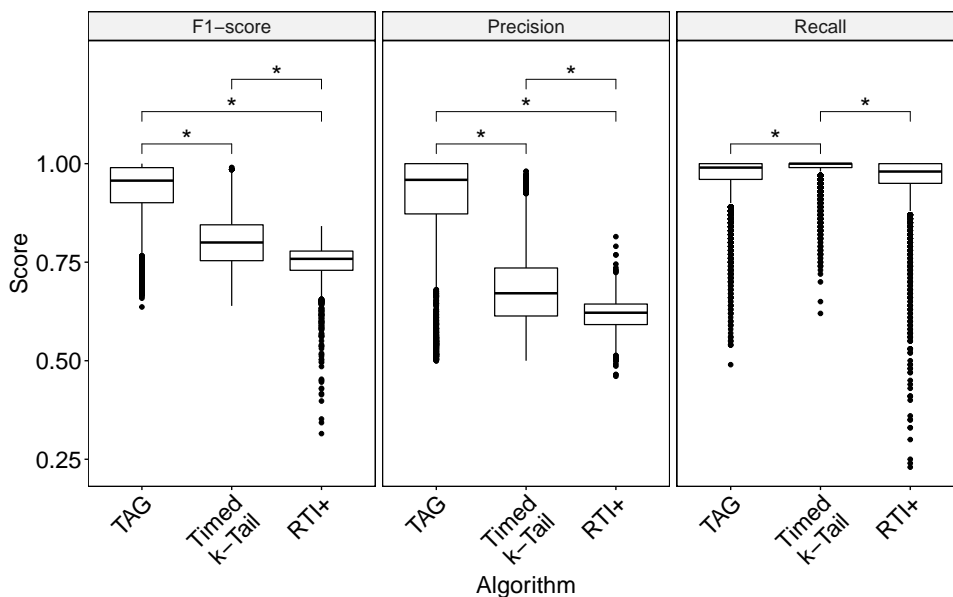 F1−score
Precision
Recall
*
*
*
*
*
*
*
*
Score
1.00
0.75
0.50
0.25
TAG
Timed
k−Tail
RTI+
TAG
Timed
k−Tail
RTI+
TAG
Timed
k−Tail
RTI+
Algorithm